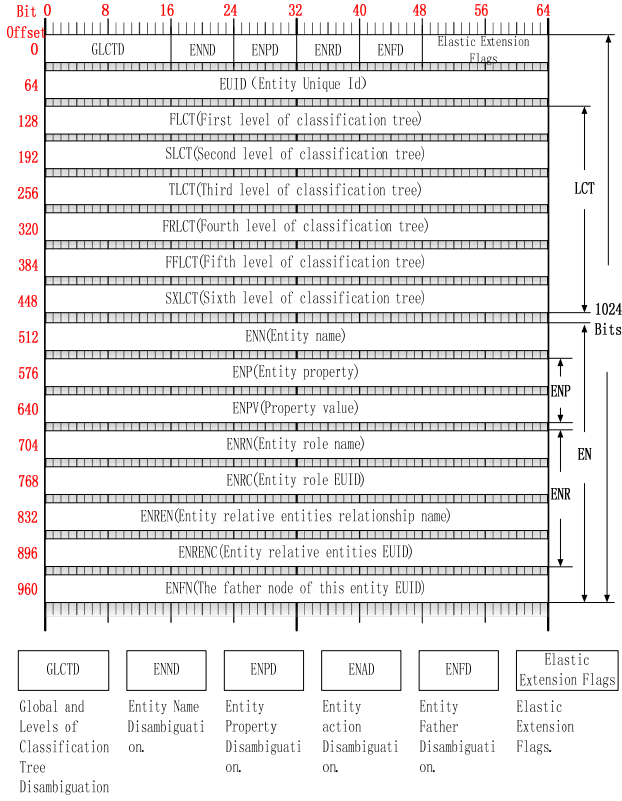 Bit 0 8 16 24 32 40 48 56 64
Offset
0 GLCTD ENND ENPD ENRD ENFD Elastic Extension
Flags
64 EUID (Entity Unique Id)
128 FLCT(First level of classification tree)
192 SLCT(Second level of classification tree)
256 TLCT(Third level of classification tree)
LCT
320 FRLCT(Fourth level of classification tree)
384 FFLCT(Fifth level of classification tree)
448 SXLCT(Sixth level of classification tree)
1024
Bits
512 ENN(Entity name)
576 ENP(Entity property)
ENP
640 ENPV(Property value)
704 ENRN(Entity role name)
EN
768 ENRC(Entity role EUID)
ENR
832 ENREN(Entity relative entities relationship name)
896 ENRENC(Entity relative entities EUID)
960 ENFN(The father node of this entity EUID)
GLCTD
Global and
Levels of
Classification
Tree
Disambiguation
ENND
Entity Name
Disambiguati
on.
ENPD
Entity
Property
Disambiguati
on.
ENAD
Entity
action
Disambiguati
on.
ENFD
Entity
Father
Disambiguati
on.
Elastic
Extension Flags
Elastic
Extension
Flags.